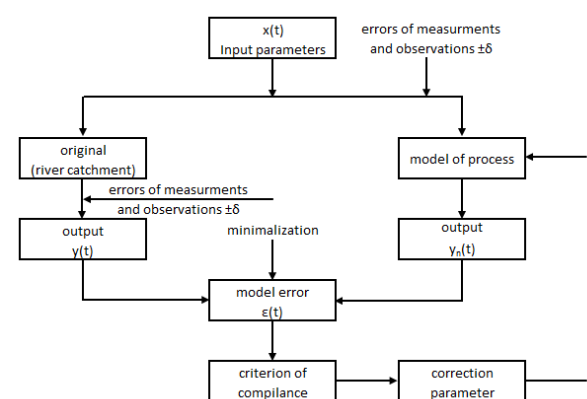 x(t)
Input parameters
errors of measurments
and observations ±δ
original
(river catchment)
model of process
errors of measurments
and observations ±δ
output
y(t)
minimalization
output
yₙ(t)
model error
ε(t)
criterion of
compilance
correction
parameter